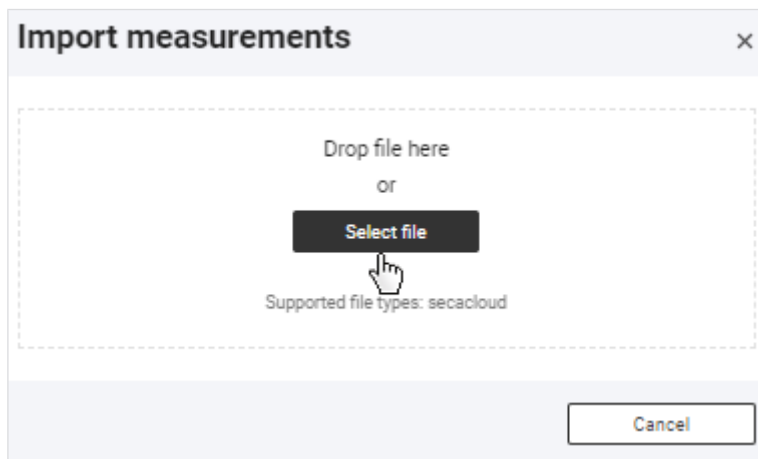 Import measurements
Drop file here
or
Select file
Supported file types: secacloud
Cancel